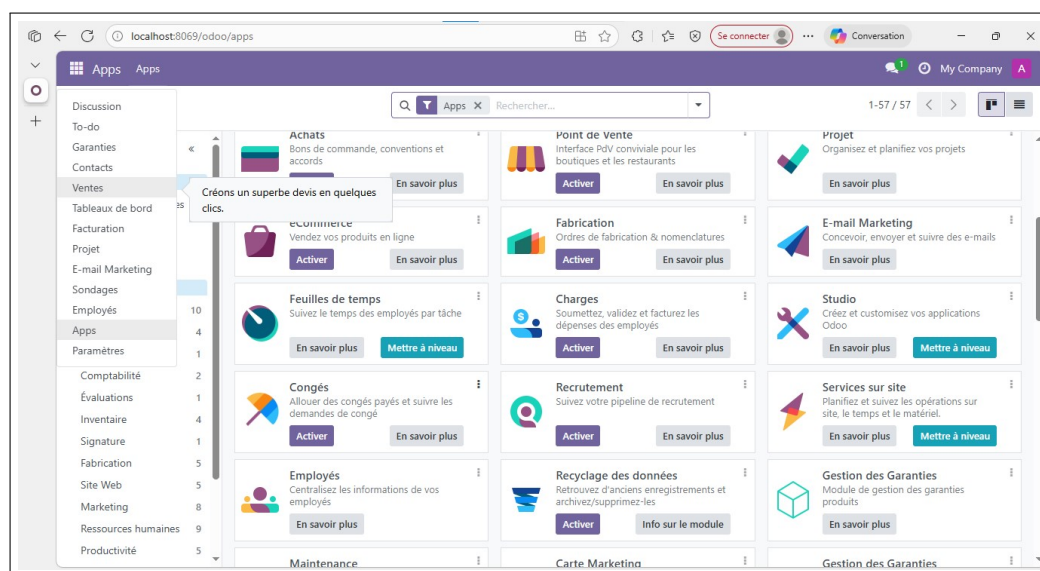 localhost:8069/odoo/apps
Se connecter
Conversation
Apps Apps
1
My Company
A
Apps
Rechercher...
1-57 / 57
Discussion
To-do
Garanties
Contacts
Ventes
Tableaux de bord
Facturation
Projet
E-mail Marketing
Sondages
Employés
Apps
Paramètres
Créons un superbe devis en quelques
clics.
es
10
4
1
Comptabilité 2
Évaluations 1
Inventaire 4
Signature 1
Fabrication 5
Site Web 5
Marketing 8
Ressources humaines 9
Productivité 5
Achats
Bons de commande, conventions et
accords
En savoir plus
Point de Vente
Interface PdV conviviale pour les
boutiques et les restaurants
Activer En savoir plus
Projet
Organisez et planifiez vos projets
En savoir plus
eCommerce
Vendez vos produits en ligne
Activer En savoir plus
Fabrication
Ordres de fabrication & nomenclatures
Activer En savoir plus
E-mail Marketing
Concevoir, envoyer et suivre des e-mails
En savoir plus
Feuilles de temps
Suivez le temps des employés par tâche
En savoir plus Mettre à niveau
Charges
Soumettez, validez et facturez les
dépenses des employés
Activer En savoir plus
Studio
Créez et customisez vos applications
Odoo
En savoir plus Mettre à niveau
Congés
Allouer des congés payés et suivre les
demandes de congé
Activer En savoir plus
Recrutement
Suivez votre pipeline de recrutement
Activer En savoir plus
Services sur site
Planifiez et suivez les opérations sur
site, le temps et le matériel.
En savoir plus Mettre à niveau
Employés
Centralisez les informations de vos
employés
En savoir plus
Recyclage des données
Retrouvez d'anciens enregistrements et
archivez/supprimez-les
Activer Info sur le module
Gestion des Garanties
Module de gestion des garanties
produits
En savoir plus
Maintenance
Carte Marketing
Gestion des Garanties